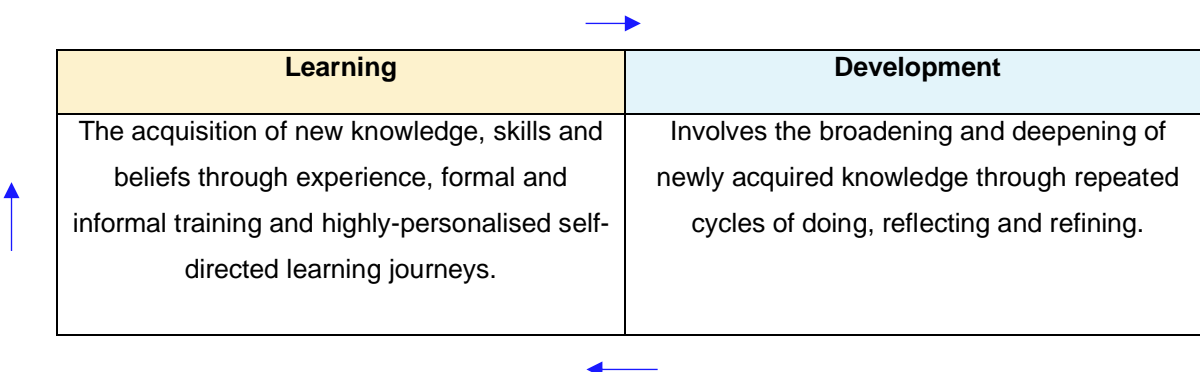 Learning
Development
The acquisition of new knowledge, skills and
beliefs through experience, formal and
informal training and highly-personalised self-
directed learning journeys.
Involves the broadening and deepening of
newly acquired knowledge through repeated
cycles of doing, reflecting and refining.